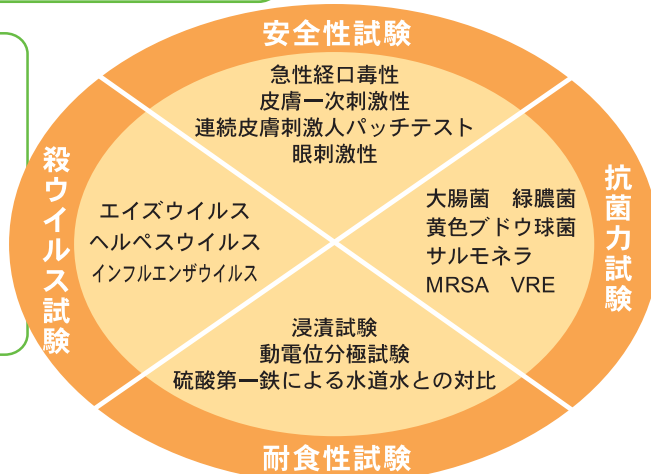 安全性試験
急性経口毒性
皮膚一次刺激性
連続皮膚刺激人パッチテスト
眼刺激性
殺ウイルス試験
エイズウイルス
ヘルペスウイルス
インフルエンザウイルス
抗菌力試験
大腸菌　緑膿菌
黄色ブドウ球菌
サルモネラ
MRSA　VRE
浸漬試験
動電位分極試験
硫酸第一鉄による水道水との対比
耐食性試験